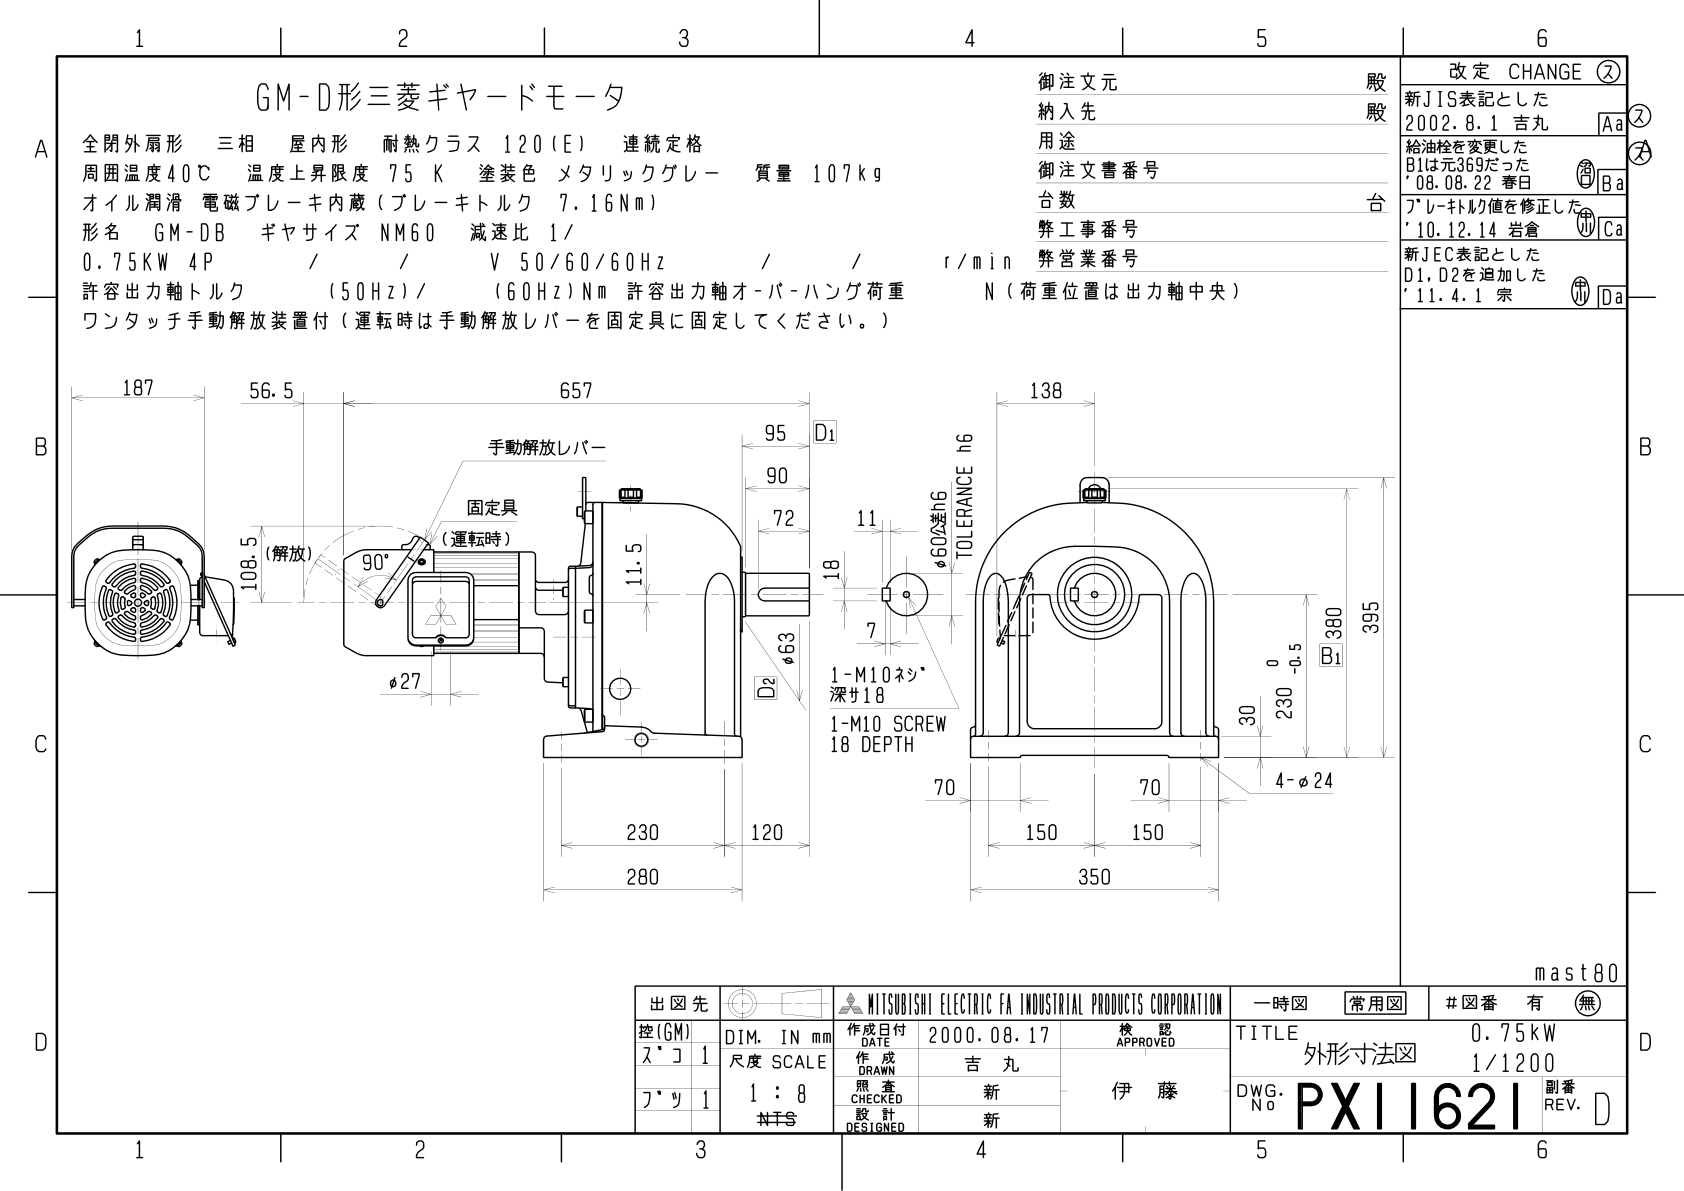 1 2 3 4 5 6
A
B
C
D
GM-D形三菱ギヤードモータ
全閉外扇形 三相 屋内形 耐熱クラス 120(E) 連続定格
周囲温度40℃ 温度上昇限度 75 K 塗装色 メタリックグレー 質量 107kg
オイル潤滑 電磁ブレーキ内蔵(ブレーキトルク 7.16Nm)
形名 GM-DB ギヤサイズ NM60 減速比 1/
0.75KW 4P / / V 50/60/60Hz / / r/min
許容出力軸トルク (50Hz)/ (60Hz)Nm 許容出力軸オーバーハング荷重 N(荷重位置は出力軸中央)
ワンタッチ手動解放装置付(運転時は手動解放レバーを固定具に固定してください。)
御注文元 殿
納入先 殿
用途
御注文書番号
台数 台
弊工事番号
弊営業番号
改定 CHANGE ス
新JIS表記とした
2002.8.1 吉丸 Aa ス
給油栓を変更した
B1は元369だった
'08.08.22 春日 Ba
ブレーキトルク値を修正した
'10.12.14 岩倉 Ca
新JEC表記とした
D1,D2を追加した
'11.4.1 宗 Da
A
B
C
D
187
56.5
657
95 D1
90
72
手動解放レバー
固定具
(運転時)
(解放)
90°
108.5
11.5
φ27
φ63
D2
230
120
280
11
18
7
φ60公差h6
TOLERANCE h6
1-M10ネジ
深サ18
1-M10 SCREW
18 DEPTH
138
395
380
B1
230 0 -0.5
30
4-φ24
70
70
150
150
350
mast80
出図先
控(GM)
ズコ 1
ブツ 1
MITSUBISHI ELECTRIC FA INDUSTRIAL PRODUCTS CORPORATION
DIM. IN mm
尺度 SCALE
1 : 8
NTS
作成日付 DATE 2000.08.17
作成 DRAWN 吉丸
照査 CHECKED 新
設計 DESIGNED 新
検認 APPROVED
伊藤
一時図 常用図 #図番 有 無
TITLE 0.75kW
外形寸法図 1/1200
DWG. No PX11621
副番 REV. D
1 2 3 4 5 6